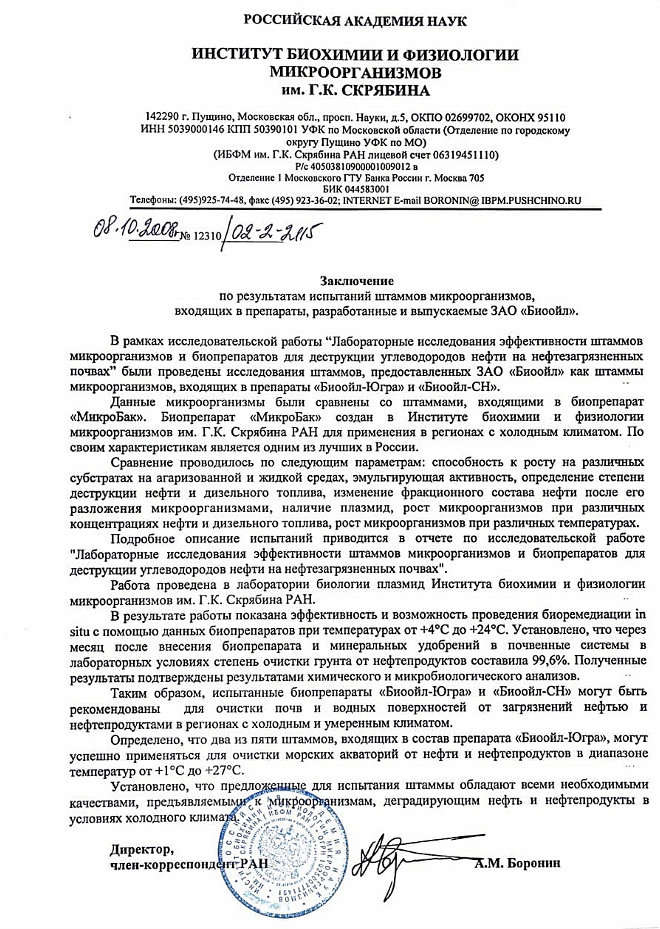 РОССИЙСКАЯ АКАДЕМИЯ НАУК
ИНСТИТУТ БИОХИМИИ И ФИЗИОЛОГИИ
МИКРООРГАНИЗМОВ
им. Г.К. СКРЯБИНА
142290 г. Пущино, Московская обл., просп. Науки, д.5, ОКПО 02699702, ОКОНХ 95110
ИНН 5039000146 КПП 50390101 УФК по Московской области (Отделение по городскому
округу Пущино УФК по МО)
(ИБФМ им. Г.К. Скрябина РАН лицевой счет 06319451110)
Р/с 40503810900001009012 в
Отделение 1 Московского ГТУ Банка России г. Москва 705
БИК 044583001
Телефоны: (495)925-74-48, факс (495) 923-36-02; INTERNET E-mail BORONIN@ IBPM.PUSHCHINO.RU
08.10.2008г № 12310/02-2-2115
Заключение
по результатам испытаний штаммов микроорганизмов,
входящих в препараты, разработанные и выпускаемые ЗАО «Биоойл».
В рамках исследовательской работы “Лабораторные исследования эффективности штаммов
микроорганизмов и биопрепаратов для деструкции углеводородов нефти на нефтезагрязненных
почвах” были проведены исследования штаммов, предоставленных ЗАО «Биоойл» как штаммы
микроорганизмов, входящих в препараты «Биоойл-Югра» и «Биоойл-СН».
Данные микроорганизмы были сравнены со штаммами, входящими в биопрепарат
«МикроБак». Биопрепарат «МикроБак» создан в Институте биохимии и физиологии
микроорганизмов им. Г.К. Скрябина РАН для применения в регионах с холодным климатом. По
своим характеристикам является одним из лучших в России.
Сравнение проводилось по следующим параметрам: способность к росту на различных
субстратах на агаризованной и жидкой средах, эмульгирующая активность, определение степени
деструкции нефти и дизельного топлива, изменение фракционного состава нефти после его
разложения микроорганизмами, наличие плазмид, рост микроорганизмов при различных
концентрациях нефти и дизельного топлива, рост микроорганизмов при различных температурах.
Подробное описание испытаний приводится в отчете по исследовательской работе
"Лабораторные исследования эффективности штаммов микроорганизмов и биопрепаратов для
деструкции углеводородов нефти на нефтезагрязненных почвах".
Работа проведена в лаборатории биологии плазмид Института биохимии и физиологии
микроорганизмов им. Г.К. Скрябина РАН.
В результате работы показана эффективность и возможность проведения биоремедиации in
situ с помощью данных биопрепаратов при температурах от +4°С до +24°С. Установлено, что через
месяц после внесения биопрепарата и минеральных удобрений в почвенные системы в
лабораторных условиях степень очистки грунта от нефтепродуктов составила 99,6%. Полученные
результаты подтверждены результатами химического и микробиологического анализов.
Таким образом, испытанные биопрепараты «Биоойл-Югра» и «Биоойл-СН» могут быть
рекомендованы для очистки почв и водных поверхностей от загрязнений нефтью и
нефтепродуктами в регионах с холодным и умеренным климатом.
Определено, что два из пяти штаммов, входящих в состав препарата «Биоойл-Югра», могут
успешно применяться для очистки морских акваторий от нефти и нефтепродуктов в диапазоне
температур от +1°С до +27°С.
Установлено, что предложенные для испытания штаммы обладают всеми необходимыми
качествами, предъявляемыми к микроорганизмам, деградирующим нефть и нефтепродукты в
условиях холодного климата.
Директор,
член-корреспондент РАН А.М. Воронин